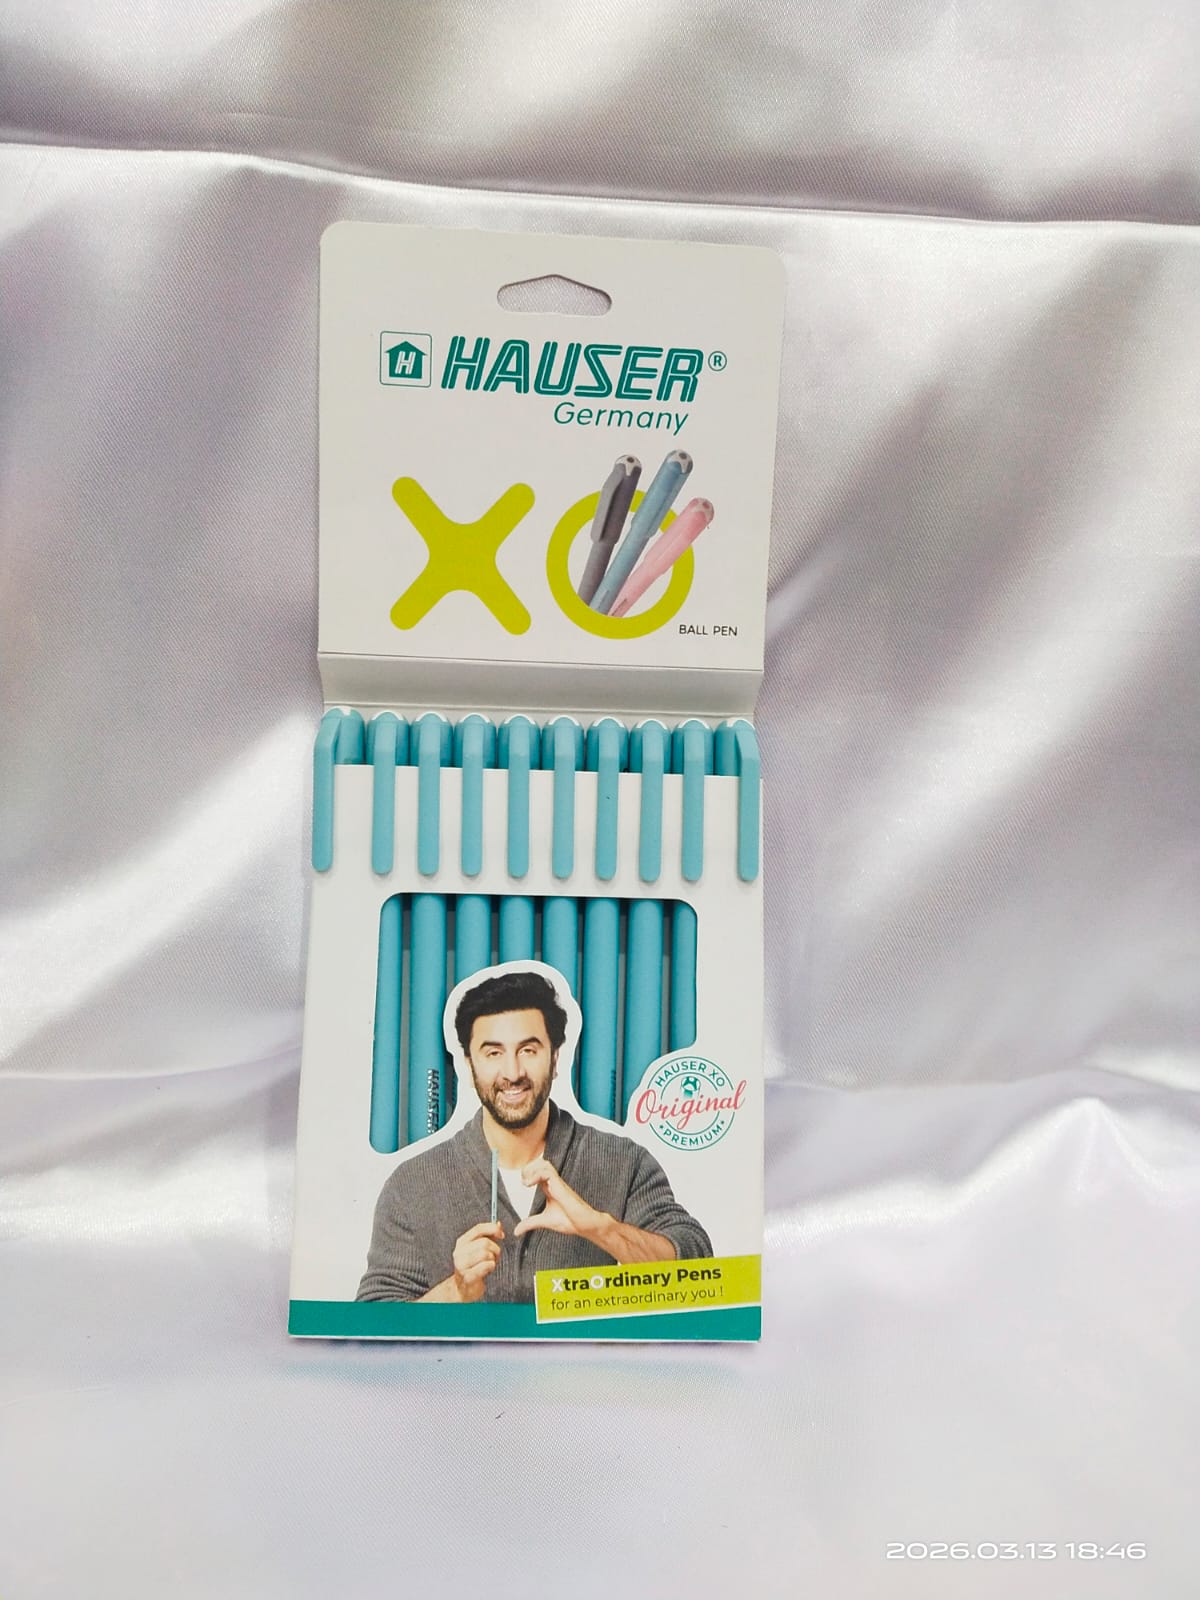 H HAUSER®
Germany
XO
BALL PEN
HAUSER
HAUSER XO
Original
PREMIUM
XtraOrdinary Pens
for an extraordinary you !
2026.03.13 18:46